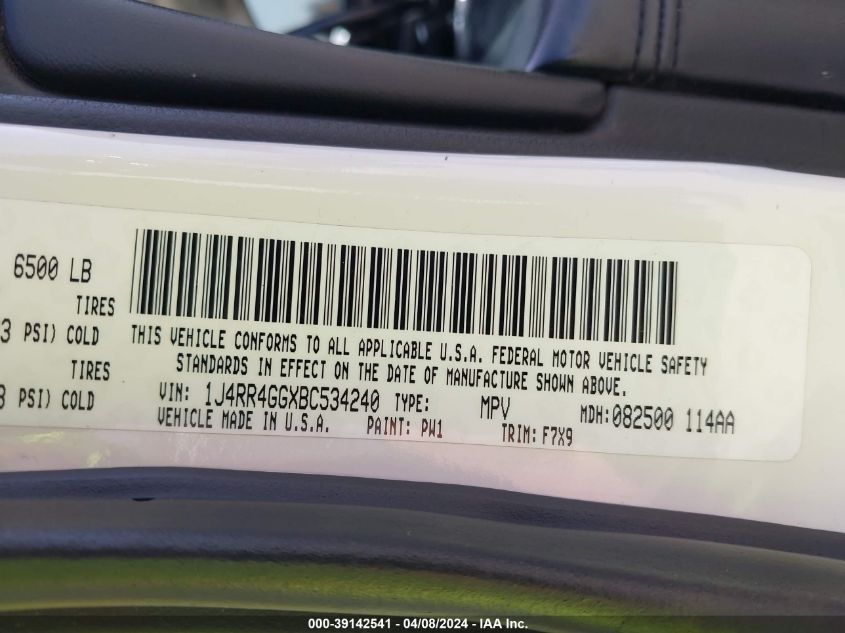 6500 LB
TIRES
3 PSI) COLD
TIRES
3 PSI) COLD
THIS VEHICLE CONFORMS TO ALL APPLICABLE U.S.A. FEDERAL MOTOR VEHICLE SAFETY
STANDARDS IN EFFECT ON THE DATE OF MANUFACTURE SHOWN ABOVE.
VIN: 1J4RR4GGXBC534240 TYPE: MPV MDH:082500 114AA
VEHICLE MADE IN U.S.A. PAINT: PW1 TRIM: F7X9
000-39142541 - 04/08/2024 - IAA Inc.